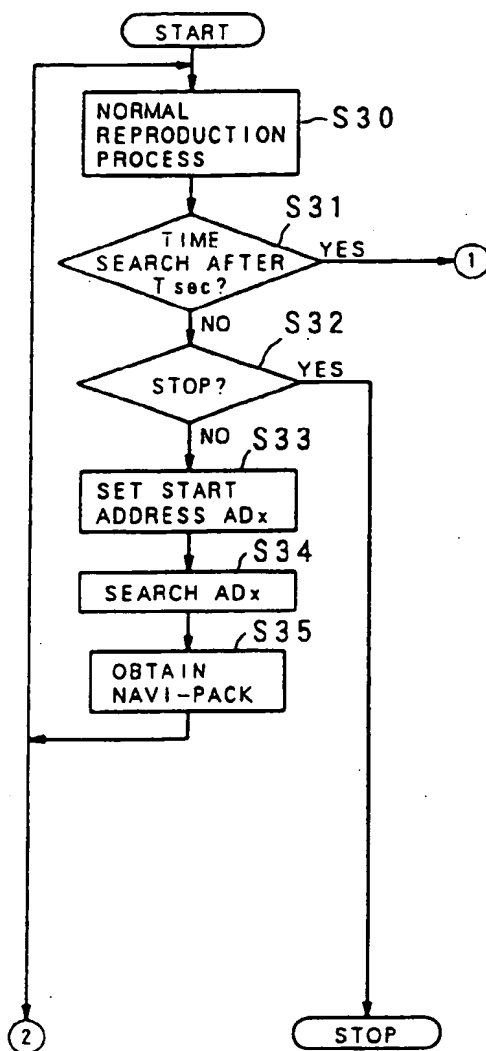 START
NORMAL
REPRODUCTION
PROCESS
S30
S31
TIME
SEARCH AFTER
Tsec?
YES
1
NO
S32
STOP?
YES
NO
S33
SET START
ADDRESS ADx
S34
SEARCH ADx
S35
OBTAIN
NAVI-PACK
2
STOP